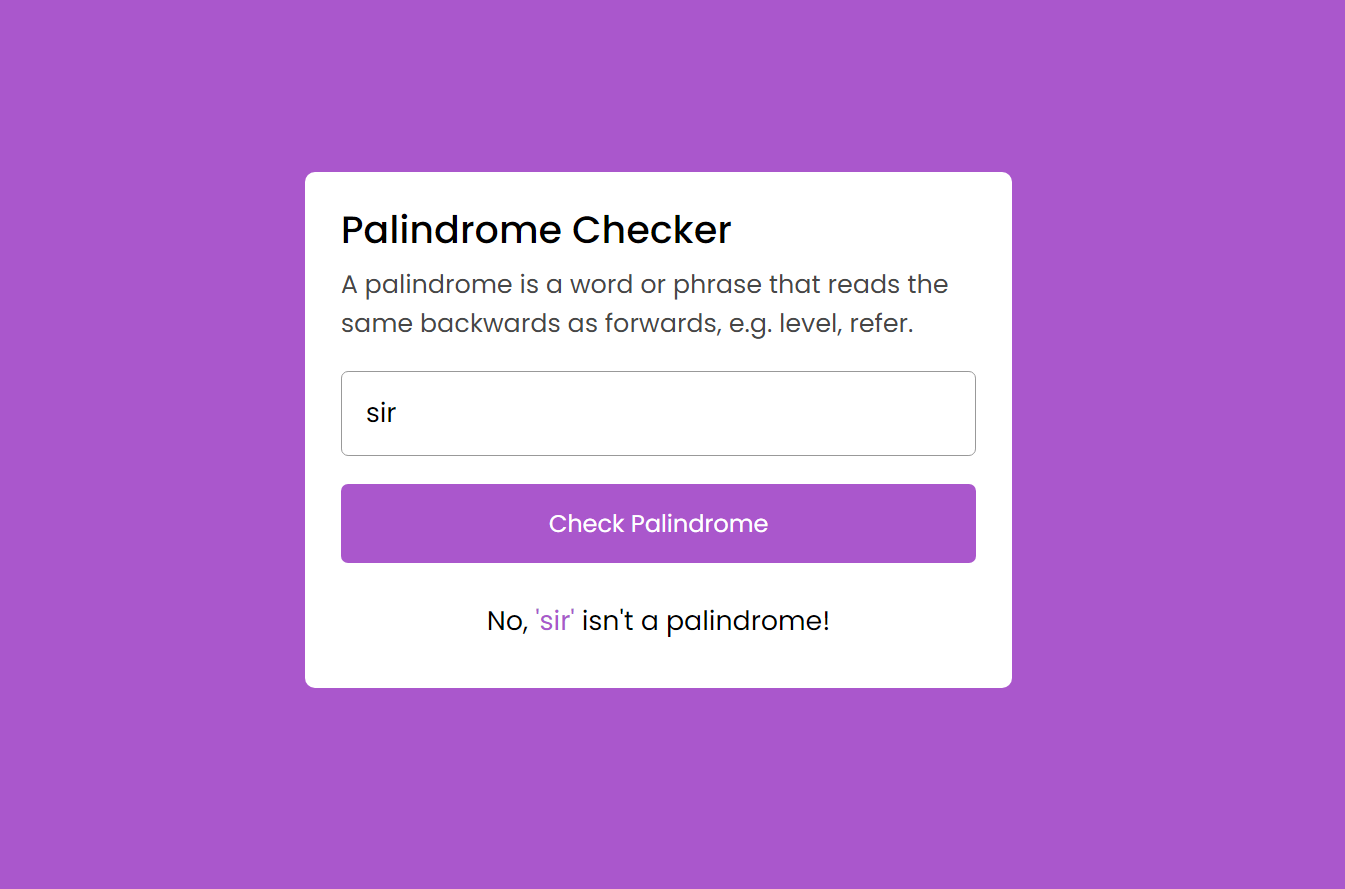 Palindrome Checker
A palindrome is a word or phrase that reads the
same backwards as forwards, e.g. level, refer.
sir
Check Palindrome
No, 'sir' isn't a palindrome!